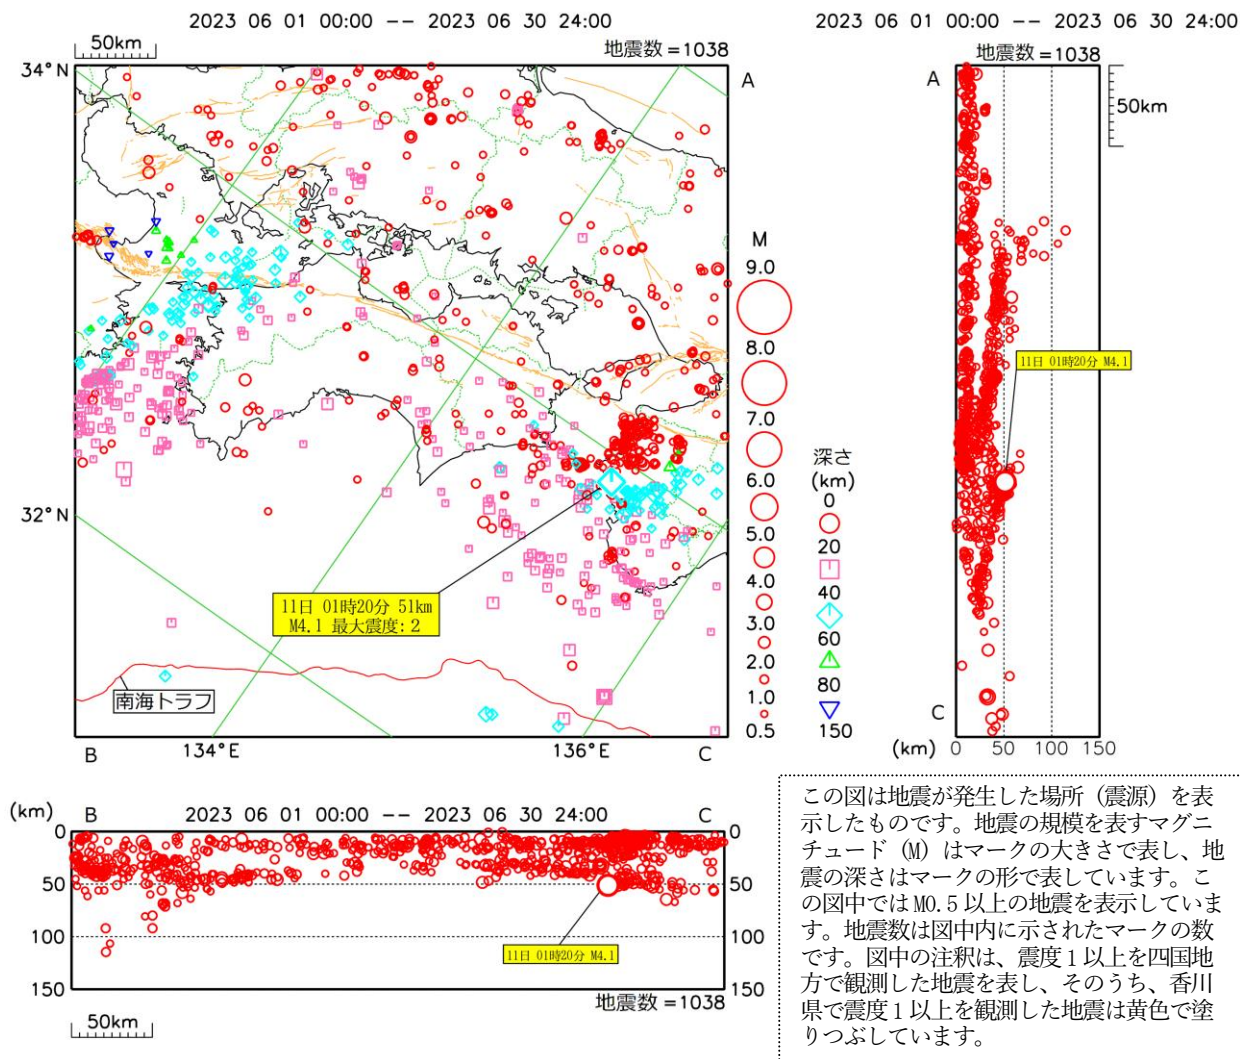 2023 06 01 00:00 -- 2023 06 30 24:00
50km
地震数=1038
34°N
A
32°N
11日 01時20分 51km
M4.1 最大震度:2
南海トラフ
B
134°E
136°E
C
M
9.0
8.0
7.0
6.0
5.0
4.0
3.0
2.0
1.0
0.5
深さ
(km)
0
20
40
60
80
150
2023 06 01 00:00 -- 2023 06 30 24:00
地震数=1038
A
50km
11日 01時20分 M4.1
C
(km) 0 50 100 150
(km)
B 2023 06 01 00:00 -- 2023 06 30 24:00 C
0 0
50 50
100 100
11日 01時20分 M4.1
150 150
地震数=1038
50km
この図は地震が発生した場所（震源）を表
示したものです。地震の規模を表すマグニ
チュード（M）はマークの大きさで表し、地
震の深さはマークの形で表しています。こ
の図中ではM0.5以上の地震を表示していま
す。地震数は図中内に示されたマークの数
です。図中の注釈は、震度1以上を四国地
方で観測した地震を表し、そのうち、香川
県で震度1以上を観測した地震は黄色で塗
りつぶしています。